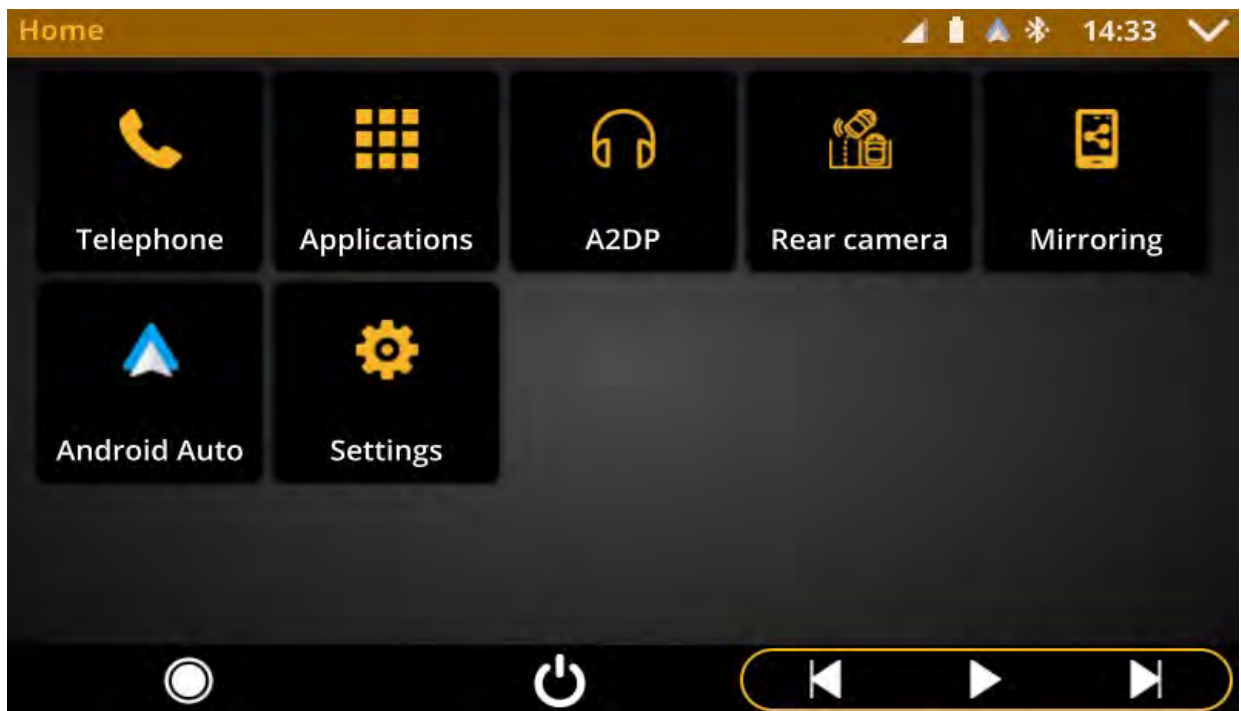 Home
14:33
Telephone
Applications
A2DP
Rear camera
Mirroring
Android Auto
Settings